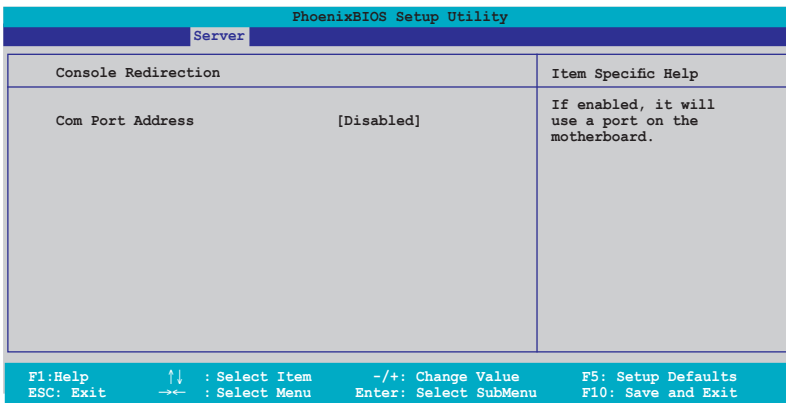 PhoenixBIOS Setup Utility
Server
Console Redirection
Item Specific Help
Com Port Address [Disabled]
If enabled, it will
use a port on the
motherboard.
F1:Help ↑↓ : Select Item -/+: Change Value F5: Setup Defaults
ESC: Exit →← : Select Menu Enter: Select SubMenu F10: Save and Exit